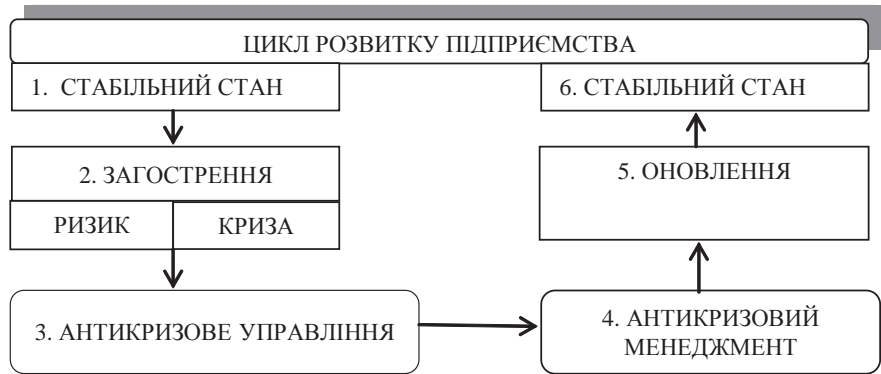 ЦИКЛ РОЗВИТКУ ПІДПРИЄМСТВА
1. СТАБІЛЬНИЙ СТАН
6. СТАБІЛЬНИЙ СТАН
2. ЗАГОСТРЕННЯ
5. ОНОВЛЕННЯ
РИЗИК
КРИЗА
3. АНТИКРИЗОВЕ УПРАВЛІННЯ
4. АНТИКРИЗОВИЙ
МЕНЕДЖМЕНТ